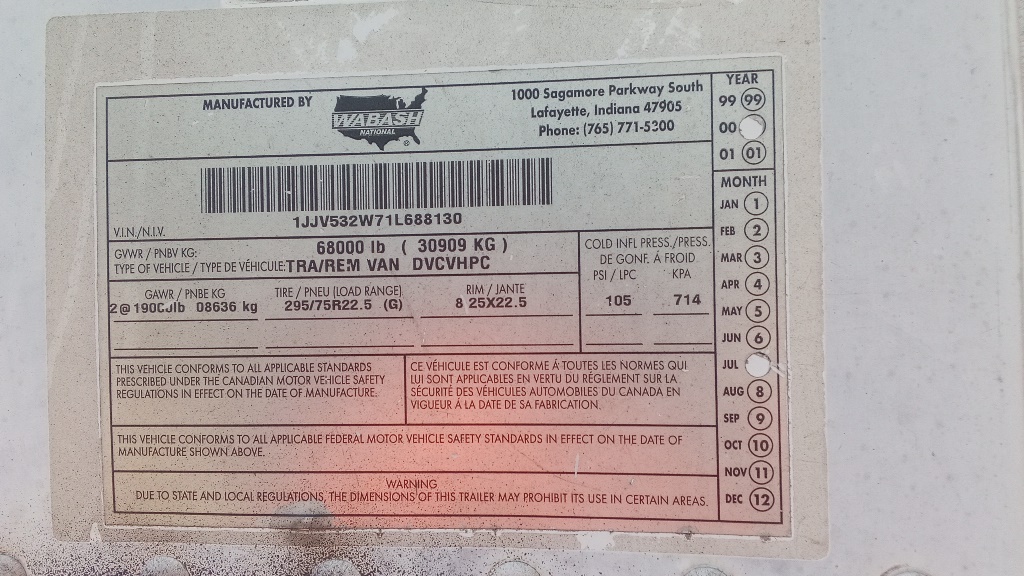 MANUFACTURED BY
WABASH
NATIONAL
®
1000 Sagamore Parkway South
Lafayette, Indiana 47905
Phone: (765) 771-5300
1JJV532W71L688130
V.I.N./N.I.V.
GVWR / PNBV KG: 68000 lb ( 30909 KG )
TYPE OF VEHICLE / TYPE DE VÉHICULE: TRA/REM VAN DVCVHPC
COLD INFL PRESS./PRESS.
DE GONF. Á FROID
PSI / LPC KPA
105 714
GAWR / PNBE KG TIRE / PNEU (LOAD RANGE) RIM / JANTE
2@ 08636 kg 295/75R22.5 (G) 8 25X22.5
THIS VEHICLE CONFORMS TO ALL APPLICABLE STANDARDS
PRESCRIBED UNDER THE CANADIAN MOTOR VEHICLE SAFETY
REGULATIONS IN EFFECT ON THE DATE OF MANUFACTURE.
CE VÉHICULE EST CONFORME Á TOUTES LES NORMES QUI
LUI SONT APPLICABLES EN VERTU DU RÉGLEMENT SUR LA
SÉCURITÉ DES VÉHICULES AUTOMOBILES DU CANADA EN
VIGUEUR Á LA DATE DE SA FABRICATION.
THIS VEHICLE CONFORMS TO ALL APPLICABLE FEDERAL MOTOR VEHICLE SAFETY STANDARDS IN EFFECT ON THE DATE OF
MANUFACTURE SHOWN ABOVE.
WARNING
DUE TO STATE AND LOCAL REGULATIONS, THE DIMENSIONS OF THIS TRAILER MAY PROHIBIT ITS USE IN CERTAIN AREAS.
YEAR
99 99
00
01 01
MONTH
JAN 1
FEB 2
MAR 3
APR 4
MAY 5
JUN 6
JUL
AUG 8
SEP 9
OCT 10
NOV 11
DEC 12